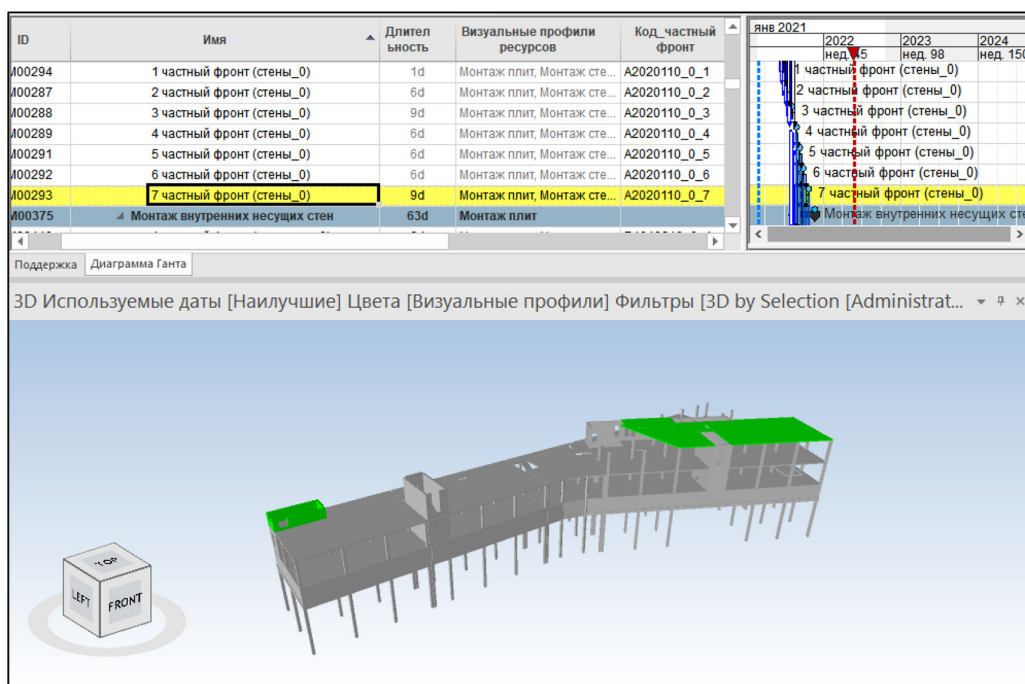 ID Имя Длител ьность Визуальные профили ресурсов Код_частный фронт
M00294 1 частный фронт (стены_0) 1d Монтаж плит, Монтаж сте... A2020110_0_1
M00287 2 частный фронт (стены_0) 6d Монтаж плит, Монтаж сте... A2020110_0_2
M00288 3 частный фронт (стены_0) 9d Монтаж плит, Монтаж сте... A2020110_0_3
M00289 4 частный фронт (стены_0) 6d Монтаж плит, Монтаж сте... A2020110_0_4
M00291 5 частный фронт (стены_0) 6d Монтаж плит, Монтаж сте... A2020110_0_5
M00292 6 частный фронт (стены_0) 6d Монтаж плит, Монтаж сте... A2020110_0_6
M00293 7 частный фронт (стены_0) 9d Монтаж плит, Монтаж сте... A2020110_0_7
M00375 Монтаж внутренних несущих стен 63d Монтаж плит
янв 2021
2022 2023 2024
нед. 45 нед. 98 нед. 150
1 частный фронт (стены_0)
2 частный фронт (стены_0)
3 частный фронт (стены_0)
4 частный фронт (стены_0)
5 частный фронт (стены_0)
6 частный фронт (стены_0)
7 частный фронт (стены_0)
Монтаж внутренних несущих сте
Поддержка Диаграмма Ганта
3D Используемые даты [Наилучшие] Цвета [Визуальные профили] Фильтры [3D by Selection [Administrat...
TOP
LEFT FRONT